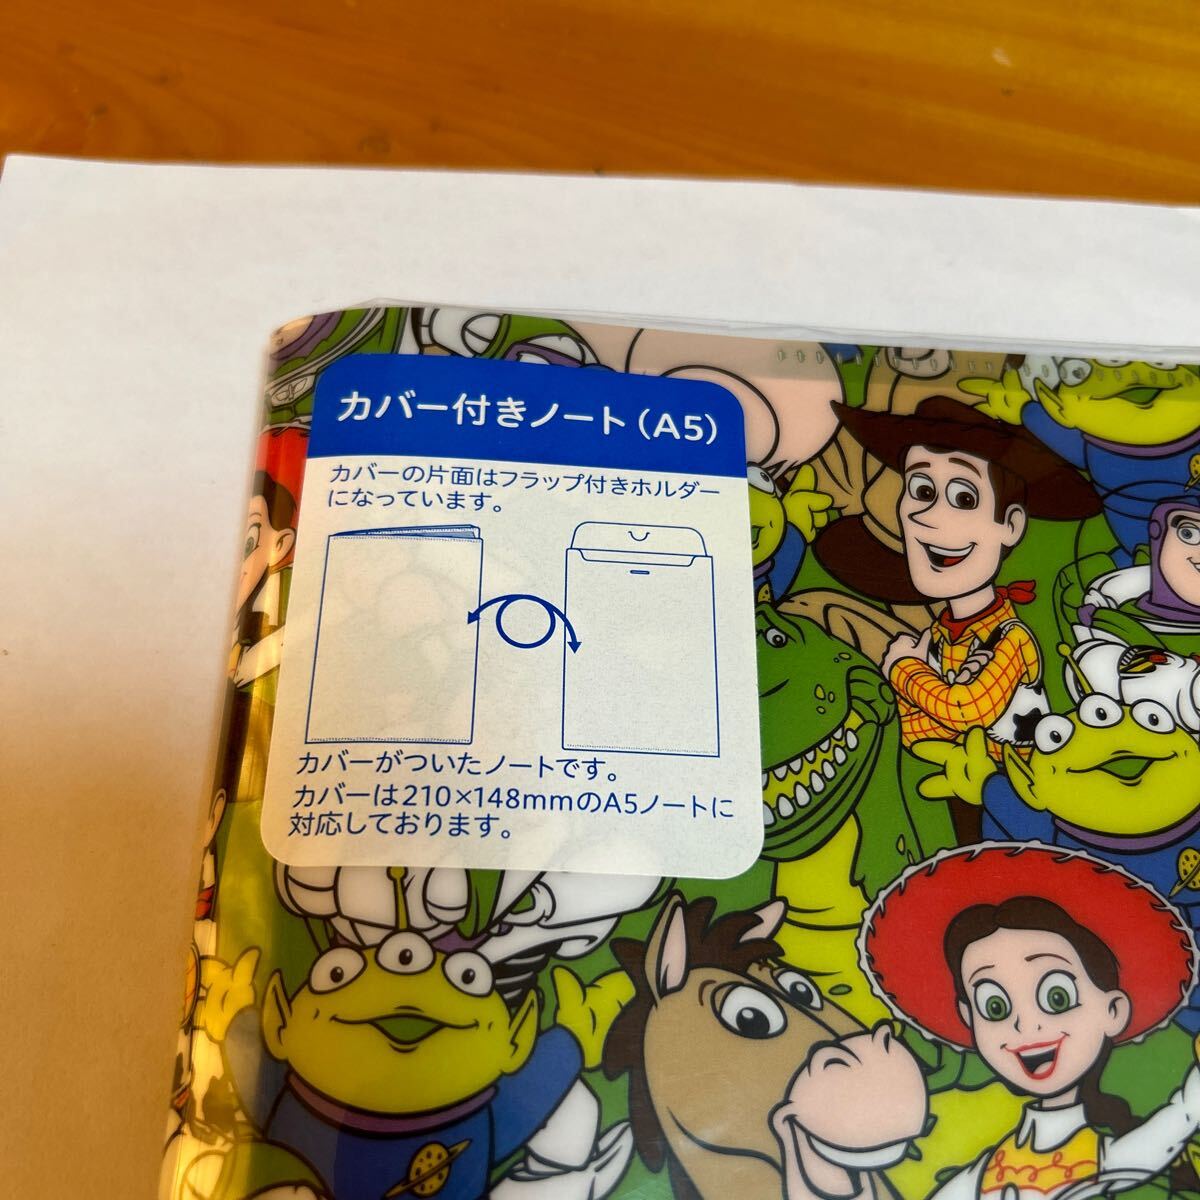 カバー付きノート（A5）
カバーの片面はフラップ付きホルダー
になっています。
カバーがついたノートです。
カバーは210×148mmのA5ノートに
対応しております。